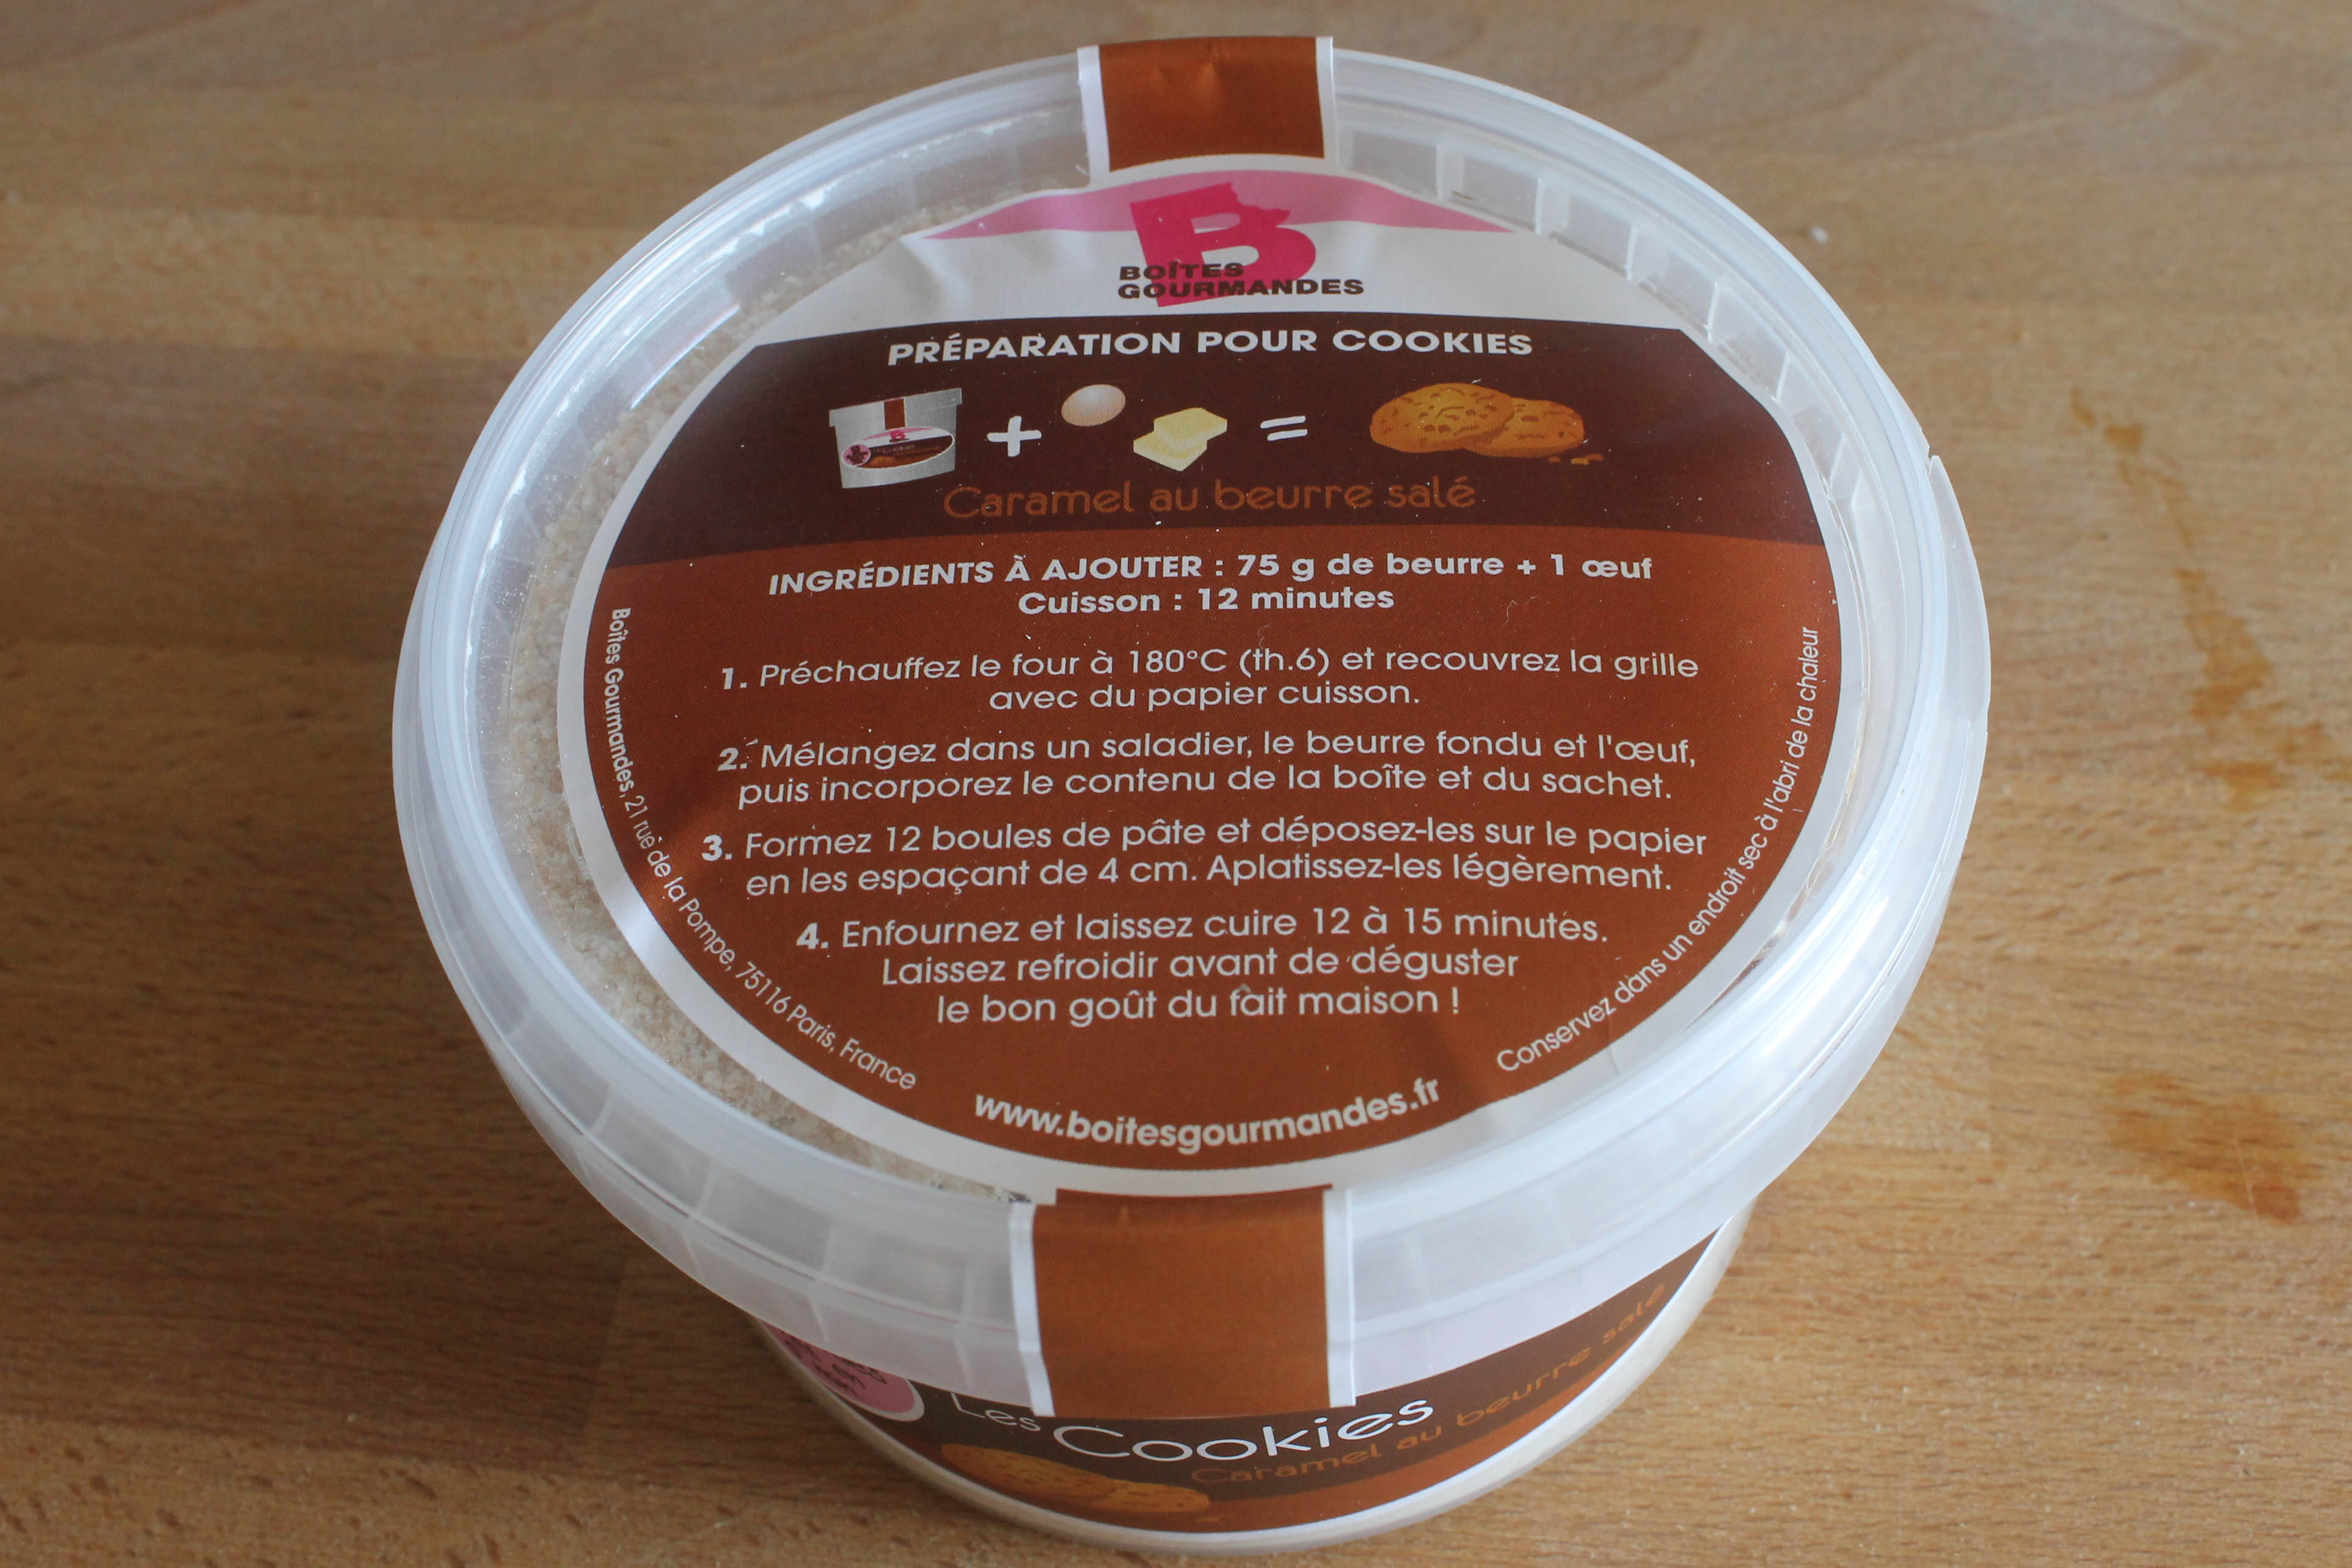 BOÎTES
GOURMANDES
PRÉPARATION POUR COOKIES
Caramel au beurre salé
INGRÉDIENTS À AJOUTER : 75 g de beurre + 1 œuf
Cuisson : 12 minutes
1. Préchauffez le four à 180°C (th.6) et recouvrez la grille
avec du papier cuisson.
2. Mélangez dans un saladier, le beurre fondu et l'œuf,
puis incorporez le contenu de la boîte et du sachet.
3. Formez 12 boules de pâte et déposez-les sur le papier
en les espaçant de 4 cm. Aplatissez-les légèrement.
4. Enfournez et laissez cuire 12 à 15 minutes.
Laissez refroidir avant de déguster
le bon goût du fait maison !
Boîtes Gourmandes, 21 rue de la Pompe, 75116 Paris, France
Conservez dans un endroit sec à l'abri de la chaleur
www.boitesgourmandes.fr
Les Cookies
Caramel au beurre salé